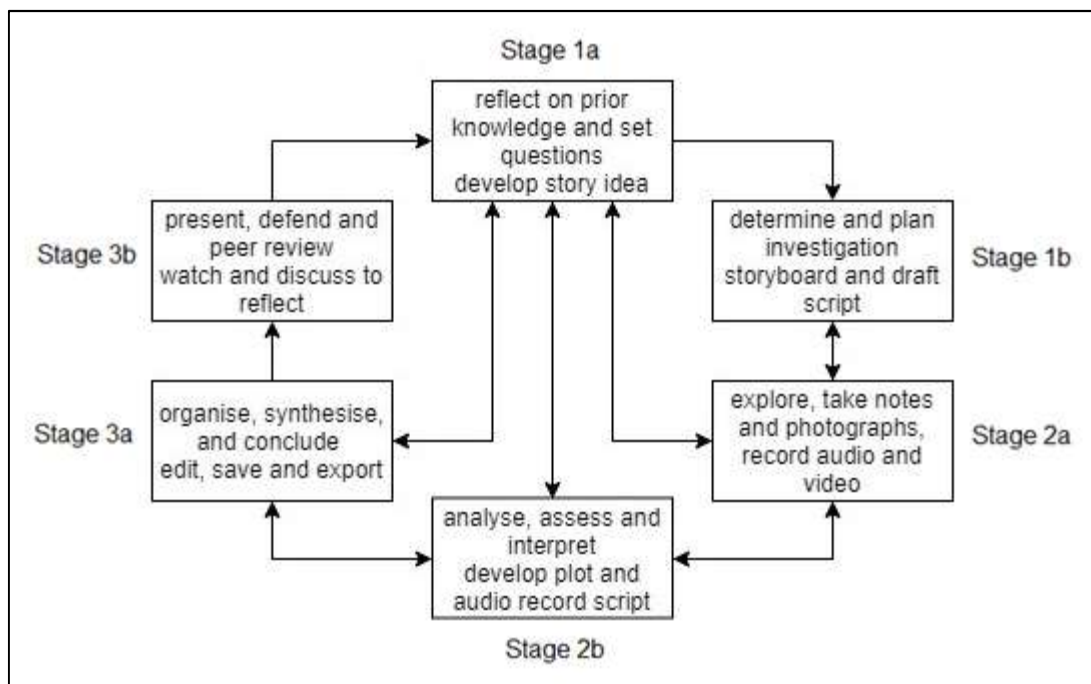 Stage 1a
reflect on prior
knowledge and set
questions
develop story idea
present, defend and
peer review
watch and discuss to
reflect
Stage 3b
determine and plan
investigation
storyboard and draft
script
Stage 1b
organise, synthesise,
and conclude
edit, save and export
Stage 3a
explore, take notes
and photographs,
record audio and
video
Stage 2a
analyse, assess and
interpret
develop plot and
audio record script
Stage 2b